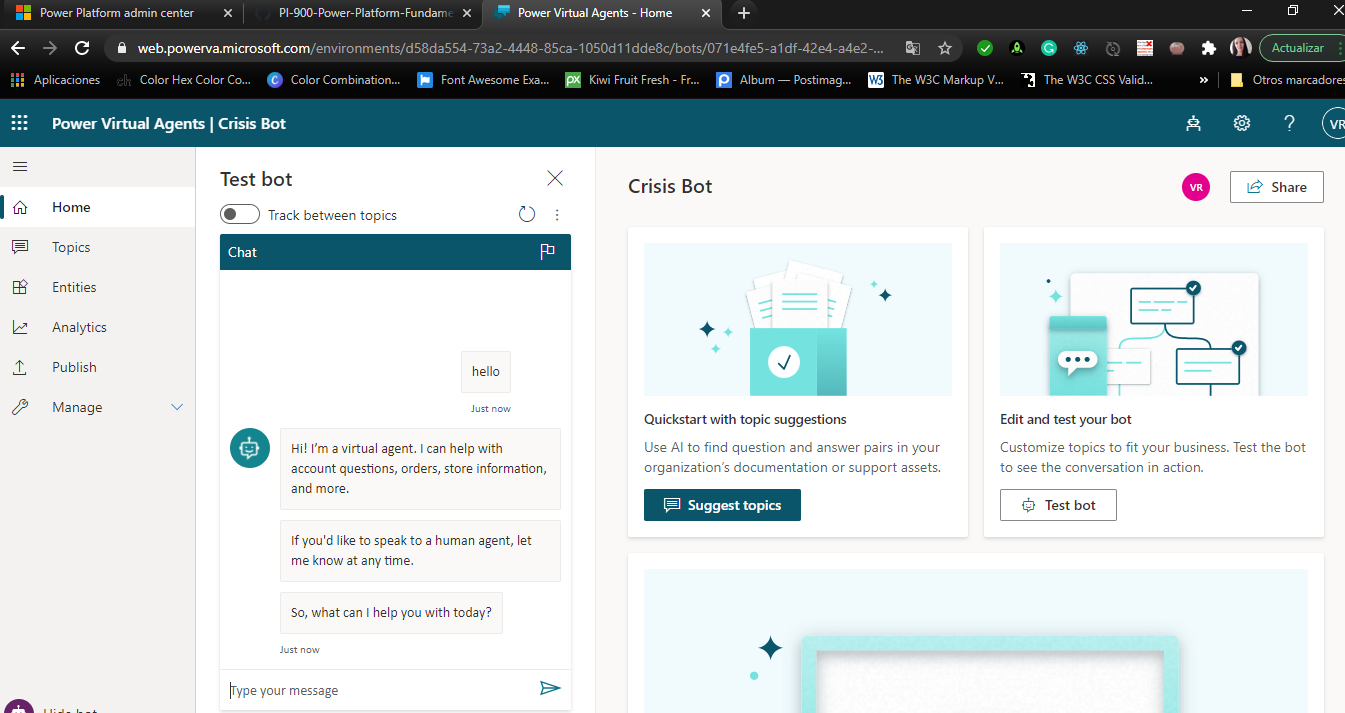 Power Platform admin center
PI-900-Power-Platform-Fundame
Power Virtual Agents - Home
web.powerva.microsoft.com/environments/d58da554-73a2-4448-85ca-1050d11dde8c/bots/071e4fe5-a1df-42e4-a4e2-...
Actualizar
Aplicaciones
Color Hex Color Co...
Color Combination...
Font Awesome Exa...
Kiwi Fruit Fresh - Fr...
Album — Postimag...
The W3C Markup V...
The W3C CSS Valid...
Otros marcadores
Power Virtual Agents | Crisis Bot
VR
Home
Topics
Entities
Analytics
Publish
Manage
Hide bot
Test bot
Track between topics
Chat
hello
Just now
Hi! I'm a virtual agent. I can help with
account questions, orders, store information,
and more.
If you'd like to speak to a human agent, let
me know at any time.
So, what can I help you with today?
Just now
Type your message
Crisis Bot
VR
Share
Quickstart with topic suggestions
Use AI to find question and answer pairs in your
organization's documentation or support assets.
Suggest topics
Edit and test your bot
Customize topics to fit your business. Test the bot
to see the conversation in action.
Test bot